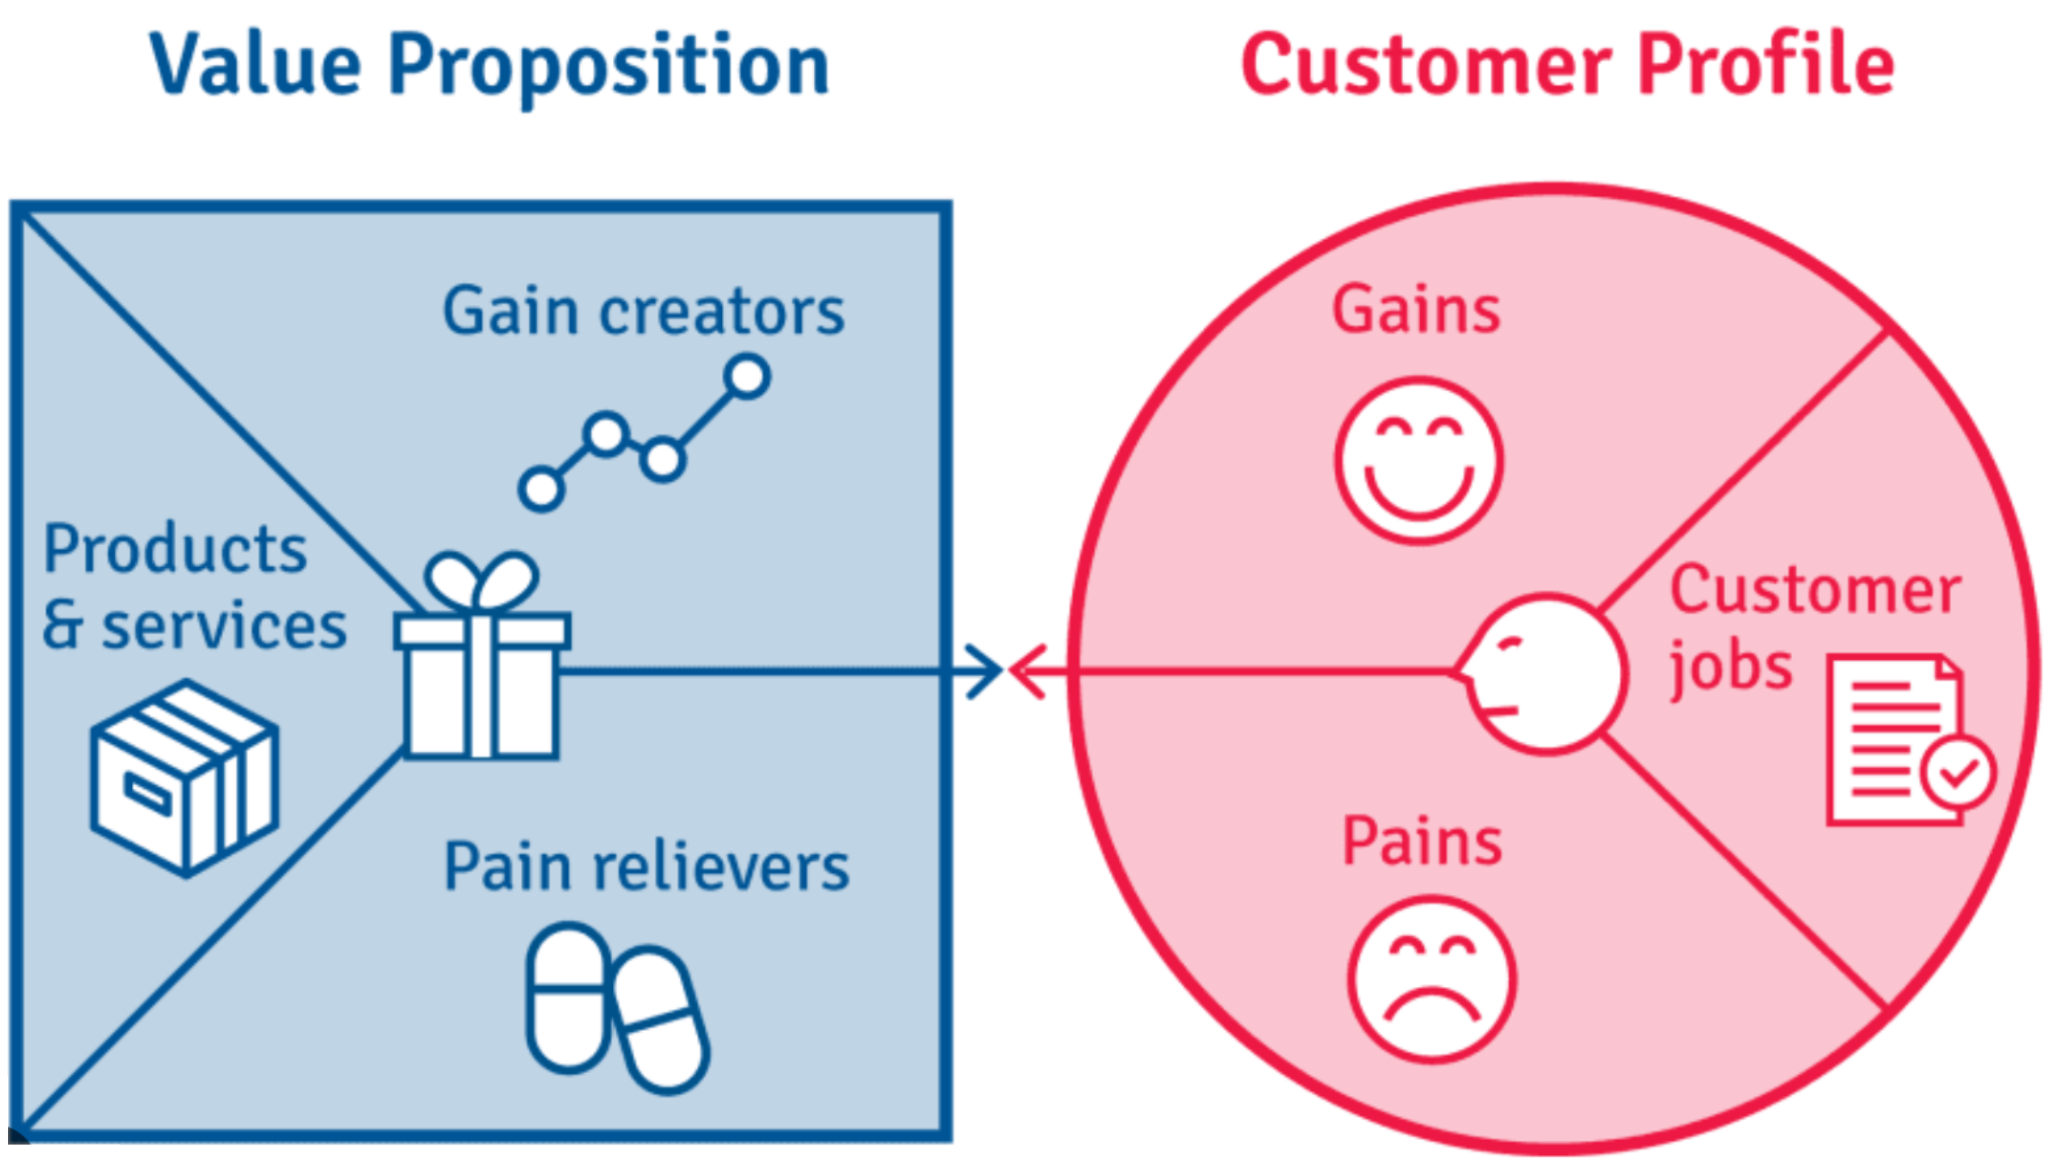 Value Proposition
Gain creators
Products
& services
Pain relievers
Customer Profile
Gains
Customer
jobs
Pains